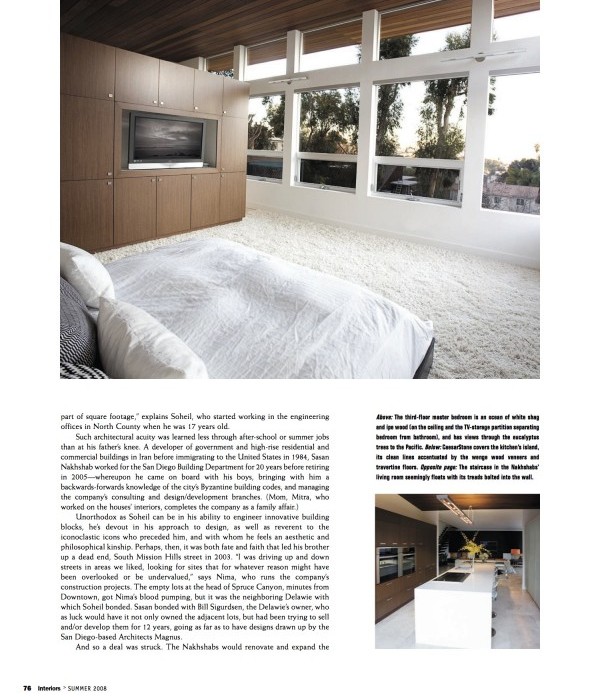 part of square footage,” explains Soheil, who started working in the engineering
offices in North County when he was 17 years old.
Such architectural acuity was learned less through after-school or summer jobs
than at his father’s knee. A developer of government and high-rise residential and
commercial buildings in Iran before immigrating to the United States in 1984, Sasan
Nakhshab worked for the San Diego Building Department for 20 years before retiring
in 2005—whereupon he came on board with his boys, bringing with him a
backwards-forwards knowledge of the city’s Byzantine building codes, and managing
the company’s consulting and design/development branches. (Mom, Mitra, who
worked on the houses’ interiors, completes the company as a family affair.)
Unorthodox as Soheil can be in his ability to engineer innovative building
blocks, he’s devout in his approach to design, as well as reverent to the
iconoclastic icons who preceded him, and with whom he feels an aesthetic and
philosophical kinship. Perhaps, then, it was both fate and faith that led his brother
up a dead end, South Mission Hills street in 2003. “I was driving up and down
streets in areas we liked, looking for sites that for whatever reason might have
been overlooked or be undervalued,” says Nima, who runs the company’s
construction projects. The empty lots at the head of Spruce Canyon, minutes from
Downtown, got Nima’s blood pumping, but it was the neighboring Delawie with
which Soheil bonded. Sasan bonded with Bill Sigurdsen, the Delawie’s owner, who
as luck would have it not only owned the adjacent lots, but had been trying to sell
and/or develop them for 12 years, going as far as to have designs drawn up by the
San Diego-based Architects Magnus.
And so a deal was struck. The Nakhshabs would renovate and expand the
Above: The third-floor master bedroom is an ocean of white shag
and ipe wood (on the ceiling and the TV-storage partition separating
bedroom from bathroom), and has views through the eucalyptus
trees to the Pacific. Below: CaesarStone covers the kitchen’s island,
its clean lines accentuated by the wenge wood veneers and
travertine floors. Opposite page: The staircase in the Nakhshabs’
living room seemingly floats with its treads bolted into the wall.
76 Interiors > SUMMER 2008